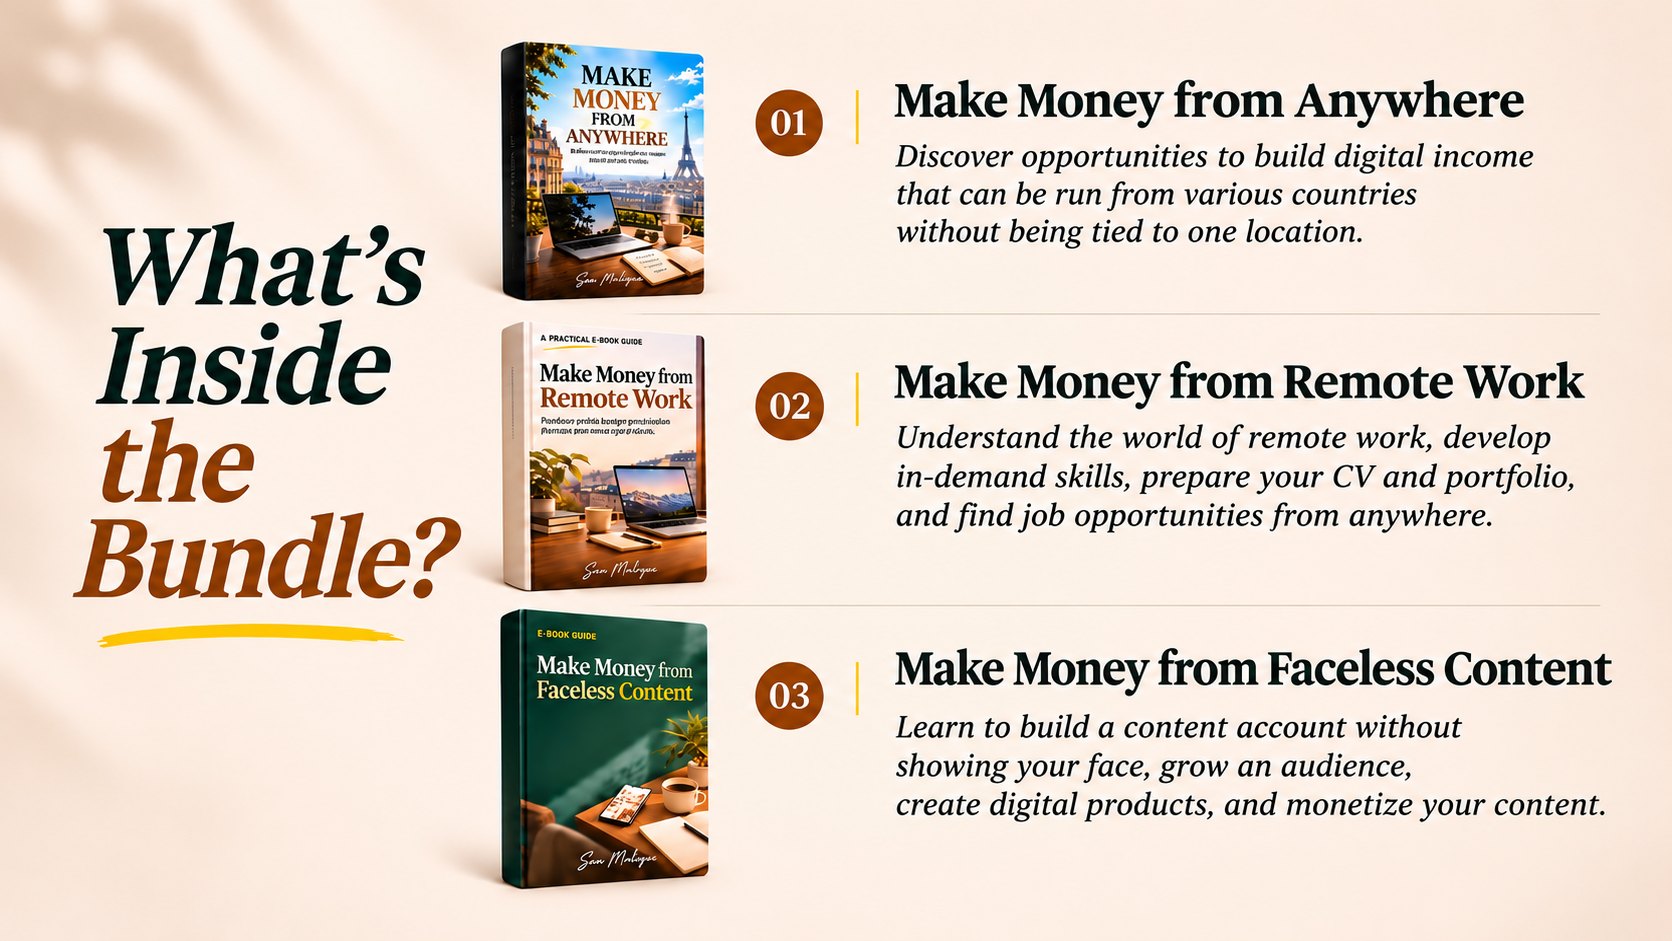 What's
Inside
the
Bundle?
MAKE
MONEY
FROM
ANYWHERE
01
Make Money from Anywhere
Discover opportunities to build digital income
that can be run from various countries
without being tied to one location.
A PRACTICAL E-BOOK GUIDE
Make Money from
Remote Work
02
Make Money from Remote Work
Understand the world of remote work, develop
in-demand skills, prepare your CV and portfolio,
and find job opportunities from anywhere.
E-BOOK GUIDE
Make Money from
Faceless Content
03
Make Money from Faceless Content
Learn to build a content account without
showing your face, grow an audience,
create digital products, and monetize your content.